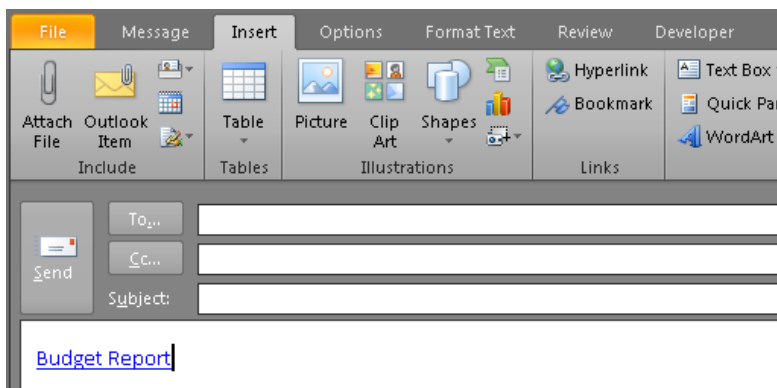 File Message Insert Options Format Text Review Developer
Attach File
Outlook Item
Table
Picture
Clip Art
Shapes
Hyperlink
Bookmark
Text Box
Quick
WordArt
Include Tables Illustrations Links
To...
Cc...
Send
Subject:
Budget Report